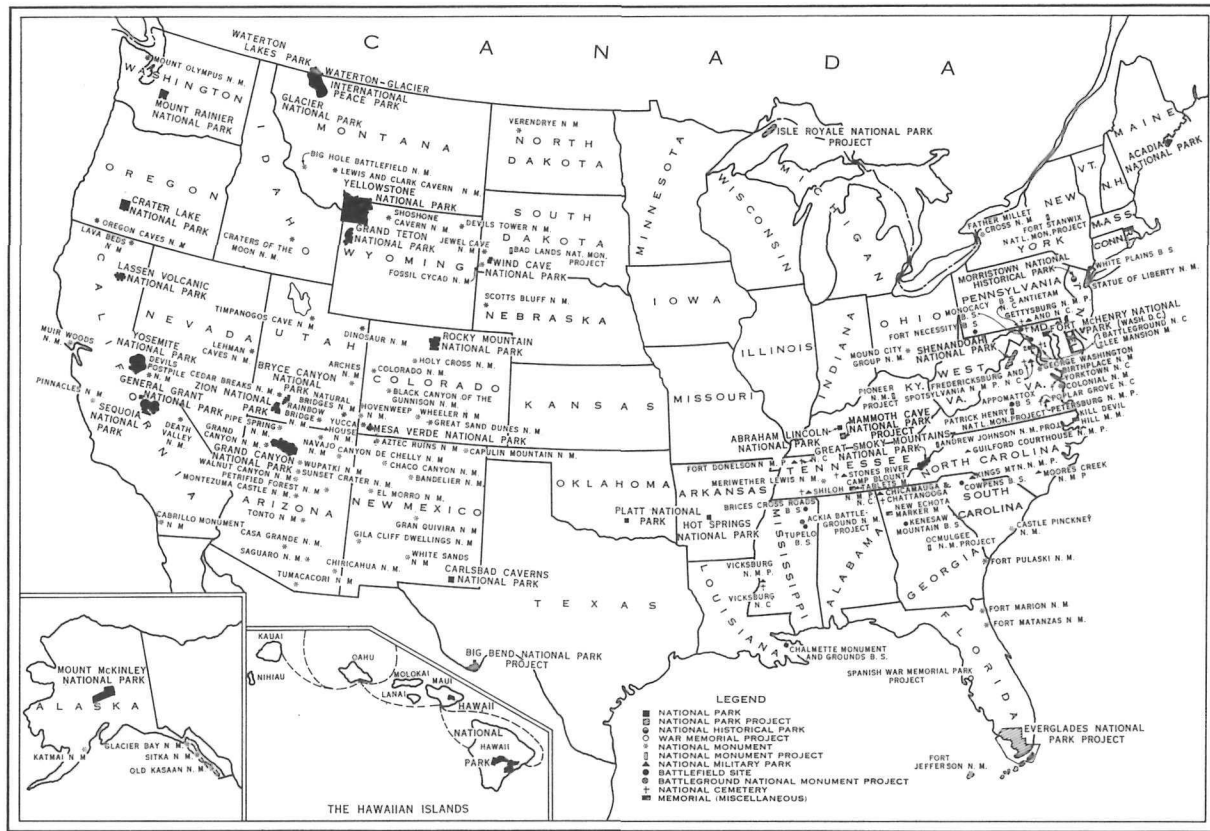 C A N A D A
WATERTON
LAKES PARK
WATERTON-GLACIER
INTERNATIONAL
PEACE PARK
GLACIER
NATIONAL PARK
MOUNT OLYMPUS N. M.
WASHINGTON
MOUNT RAINIER
NATIONAL PARK
MONTANA
BIG HOLE BATTLEFIELD N. M.
LEWIS AND CLARK CAVERN N. M.
YELLOWSTONE
NATIONAL PARK
IDAHO
OREGON
CRATER LAKE
NATIONAL PARK
OREGON CAVES N. M.
CRATERS OF THE
MOON N. M.
SHOSHONE
CAVERN N. M.
GRAND TETON
NATIONAL PARK
WYOMING
DEVILS TOWER N. M.
JEWEL CAVE
N. M.
FOSSIL CYCAD N. M.
VERENDRYE N M
NORTH
DAKOTA
SOUTH
DAKOTA
BAD LANDS NAT. MON.
PROJECT
WIND CAVE
NATIONAL PARK
SCOTTS BLUFF N. M.
NEBRASKA
MINNESOTA
WISCONSIN
MICHIGAN
ISLE ROYALE NATIONAL PARK
PROJECT
IOWA
ILLINOIS
INDIANA
OHIO
MISSOURI
KANSAS
MAINE
ACADIA
NATIONAL PARK
VT.
N.H.
MASS.
CONN.
NEW
YORK
FATHER MILLET
CROSS N. M.
FORT STANWIX
NAT'L. MON. PROJECT
WHITE PLAINS B S
STATUE OF LIBERTY N. M.
MORRISTOWN NATIONAL
HISTORICAL PARK
PENNSYLVANIA
MONOCACY B S
ANTIETAM
B. S.
N. C.
GETTYSBURG N. M. P.
AND N. C.
FORT NECESSITY
B S
MD.
FORT McHENRY NATIONAL
PARK (WASH. D.C.)
BATTLEGROUND N. C
LEE MANSION
M.
GEORGE WASHINGTON
BIRTHPLACE N M
YORKTOWN N C
COLONIAL N. M.
POPLAR GROVE N C
MOUND CITY
GROUP N. M.
SHENANDOAH
NATIONAL PARK
WEST
VA.
FREDERICKSBURG AND
SPOTSYLVANIA N M P. N C
VA.
APPOMATTOX
B S
PATRICK HENRY
NAT'L MON. PROJECT
PETERSBURG N. M. P.
KILL DEVIL
HILL M. M.
PIONEER
N. M.
PROJECT
KY.
MAMMOTH CAVE
NATIONAL PARK
PROJECT
ABRAHAM LINCOLN
NATIONAL PARK
GREAT SMOKY MOUNTAINS
NATIONAL PARK
ANDREW JOHNSON N. M. PROJ.
GUILFORD COURTHOUSE N. M. P.
NORTH CAROLINA
FORT DONELSON N. M. P. N. C
TENNESSEE
MERIWETHER LEWIS N. M.
STONES RIVER
CAMP BLOUNT
TABLETS M.
SHILOH
N M P
N. C.
CHICAMAUGA &
CHATTANOOGA
KINGS MTN. N. M. P.
COWPENS B. S.
MOORES CREEK
N. M. P
BRICES CROSS ROADS
B S
NEW ECHOTA
MARKER M
KENESAW
MOUNTAIN B S
SOUTH
CAROLINA
TUPELO
B. S.
ACKIA BATTLE-
GROUND N. M.
PROJECT
OCMULGEE
N. M. PROJECT
CASTLE PINCKNEY
N. M.
GEORGIA
FORT PULASKI N. M.
ALABAMA
MISSISSIPPI
VICKSBURG
N. M. P.
VICKSBURG
N. C
LOUISIANA
CHALMETTE MONUMENT
AND GROUNDS B. S.
FORT MARION N. M
FORT MATANZAS N. M.
FLORIDA
SPANISH WAR MEMORIAL PARK
PROJECT
EVERGLADES NATIONAL
PARK PROJECT
FORT
JEFFERSON N. M.
LAVA BEDS
N M
LASSEN VOLCANIC
NATIONAL PARK
CALIFORNIA
NEVADA
UTAH
TIMPANOGOS CAVE N. M.
LEHMAN
CAVES N. M.
DINOSAUR N. M.
MUIR WOODS
N. M.
YOSEMITE
NATIONAL PARK
DEVILS
POSTPILE
N. M.
PINNACLES N M
GENERAL GRANT
NATIONAL PARK
SEQUOIA
NATIONAL
PARK
DEATH
VALLEY
N. M.
CEDAR BREAKS N. M.
ZION NATIONAL
PARK
PIPE SPRING
N. M.
BRYCE CANYON
NATIONAL
PARK
ARCHES
N. M.
NATURAL
BRIDGES N M
RAINBOW
BRIDGE
N. M.
HOVENWEEP
N. M.
YUCCA
HOUSE
N M
ROCKY MOUNTAIN
NATIONAL PARK
HOLY CROSS N. M.
COLORADO N. M.
COLORADO
BLACK CANYON OF THE
GUNNISON N. M.
WHEELER N M
GREAT SAND DUNES N. M.
MESA VERDE NATIONAL PARK
AZTEC RUINS N M
CAPULIN MOUNTAIN N. M.
GRAND
CANYON N. M.
GRAND CANYON
NATIONAL PARK
NAVAJO
N. M.
CANYON DE CHELLY N. M.
CHACO CANYON N. M.
BANDELIER N. M.
WUPATKI N M
SUNSET CRATER N. M.
WALNUT CANYON N. M.
PETRIFIED FOREST N M
MONTEZUMA CASTLE N. M.
EL MORRO N. M.
NEW MEXICO
ARIZONA
TONTO N M
GRAN QUIVIRA N. M
GILA CLIFF DWELLINGS N. M
CASA GRANDE N. M.
SAGUARO N. M
CHIRICAHUA N. M.
TUMACACORI N. M.
WHITE SANDS
N M
CARLSBAD CAVERNS
NATIONAL PARK
CABRILLO MONUMENT
N M
OKLAHOMA
PLATT NATIONAL
PARK
ARKANSAS
HOT SPRINGS
NATIONAL PARK
TEXAS
BIG BEND NATIONAL PARK
PROJECT
MOUNT McKINLEY
NATIONAL PARK
ALASKA
KATMAI N M
GLACIER BAY N M
SITKA N M
OLD KASAAN N. M.
KAUAI
NIHIAU
OAHU
MOLOKAI
LANAI
MAUI
HAWAII
NATIONAL
HAWAII
PARK
THE HAWAIIAN ISLANDS
LEGEND
NATIONAL PARK
NATIONAL PARK PROJECT
NATIONAL HISTORICAL PARK
WAR MEMORIAL PROJECT
NATIONAL MONUMENT
NATIONAL MONUMENT PROJECT
NATIONAL MILITARY PARK
BATTLEFIELD SITE
BATTLEGROUND NATIONAL MONUMENT PROJECT
NATIONAL CEMETERY
MEMORIAL (MISCELLANEOUS)